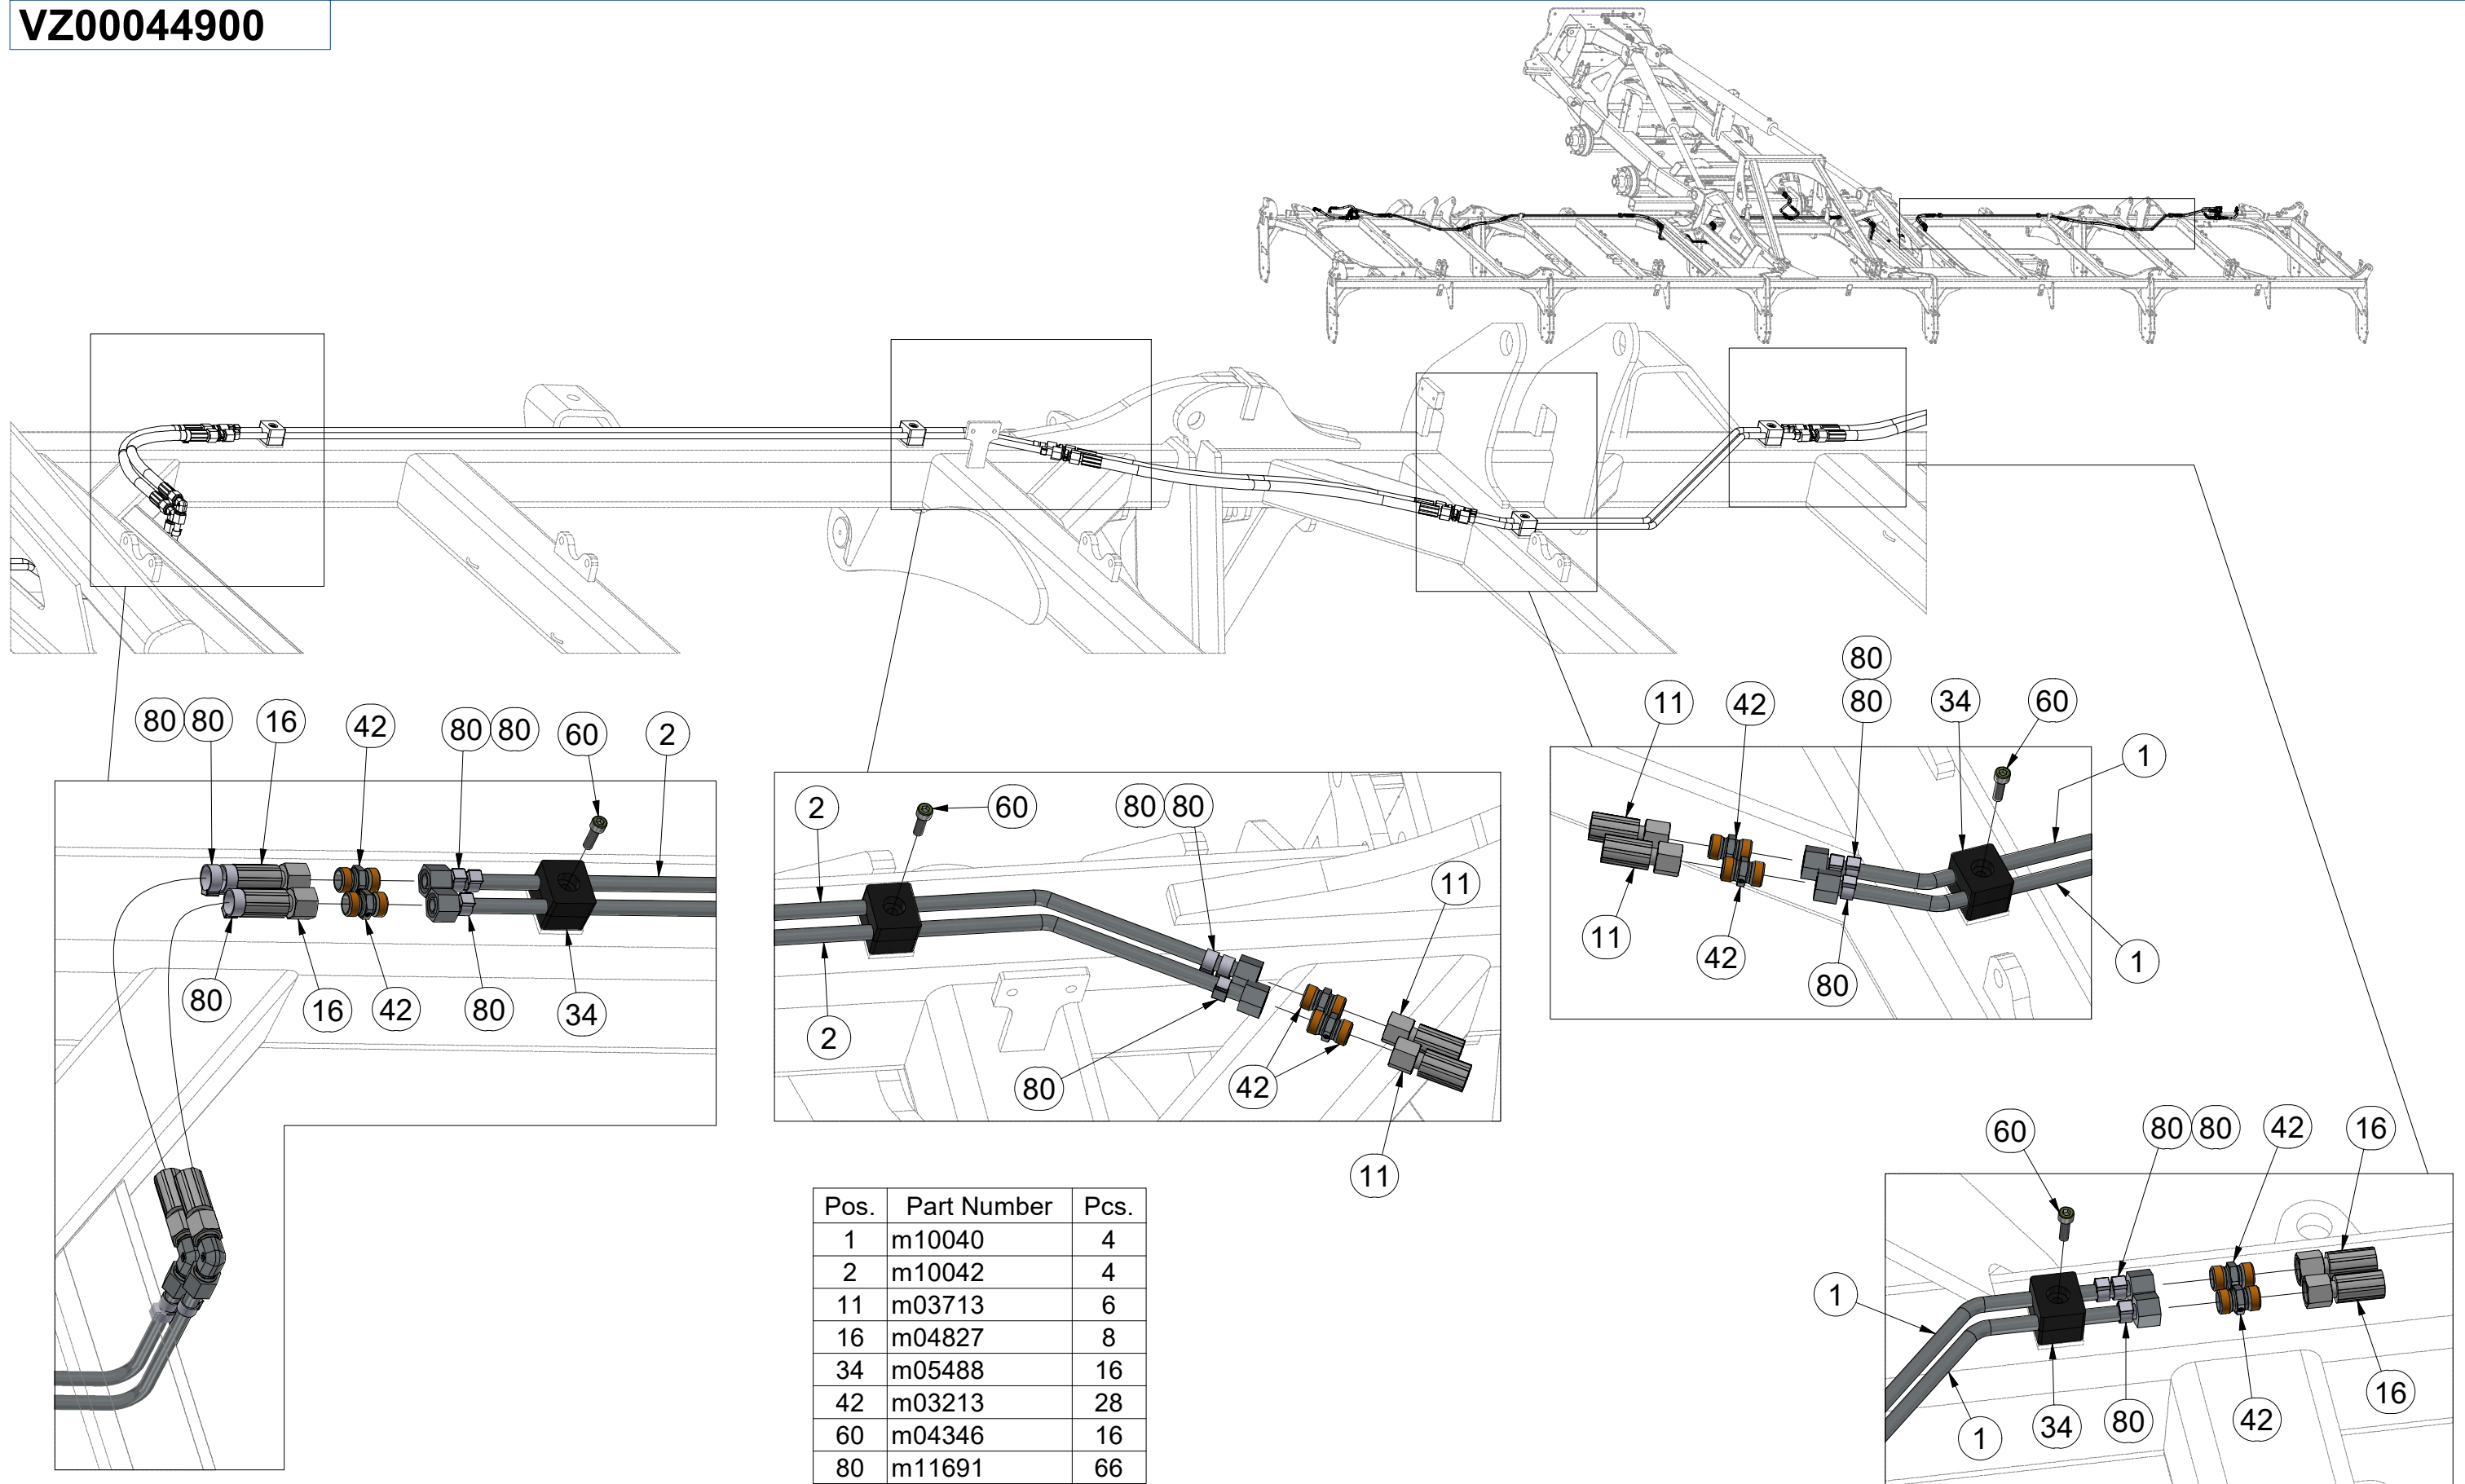 VZ00044900
80 80 16 42 80 80 60 2
80 16 42 80 34
2 60 80 80 11
2 80 42 11
80
11 42 80 34 60
1
11 42 80 1
60 80 80 42 16
1
1 34 80 42 16
Pos. Part Number Pcs.
1 m10040 4
2 m10042 4
11 m03713 6
16 m04827 8
34 m05488 16
42 m03213 28
60 m04346 16
80 m11691 66